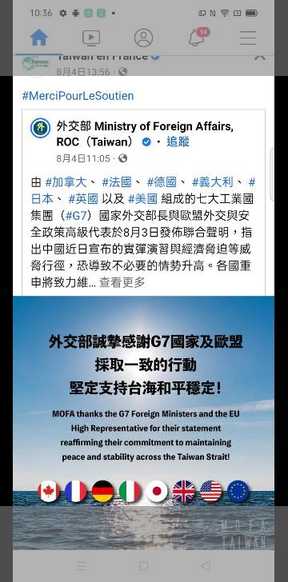 10:36
14
Taiwan en France
8月4日13:56
#MerciPourLeSoutien
外交部 Ministry of Foreign Affairs,
ROC（Taiwan） · 追蹤
8月4日11:05
由 #加拿大、 #法國、 #德國、 #義大利、 #
日本、 #英國 以及 #美國 組成的七大工業國
集團（#G7）國家外交部長與歐盟外交與安
全政策高級代表於8月3日發佈聯合聲明，指
出中國近日宣布的實彈演習與經濟脅迫等威
脅行徑，恐導致不必要的情勢升高。各國重
申將致力維... 查看更多
外交部誠摯感謝G7國家及歐盟
採取一致的行動
堅定支持台海和平穩定！
MOFA thanks the G7 Foreign Ministers and the EU
High Representative for their statement
reaffirming their commitment to maintaining
peace and stability across the Taiwan Strait!
MOFA
TAIWAN